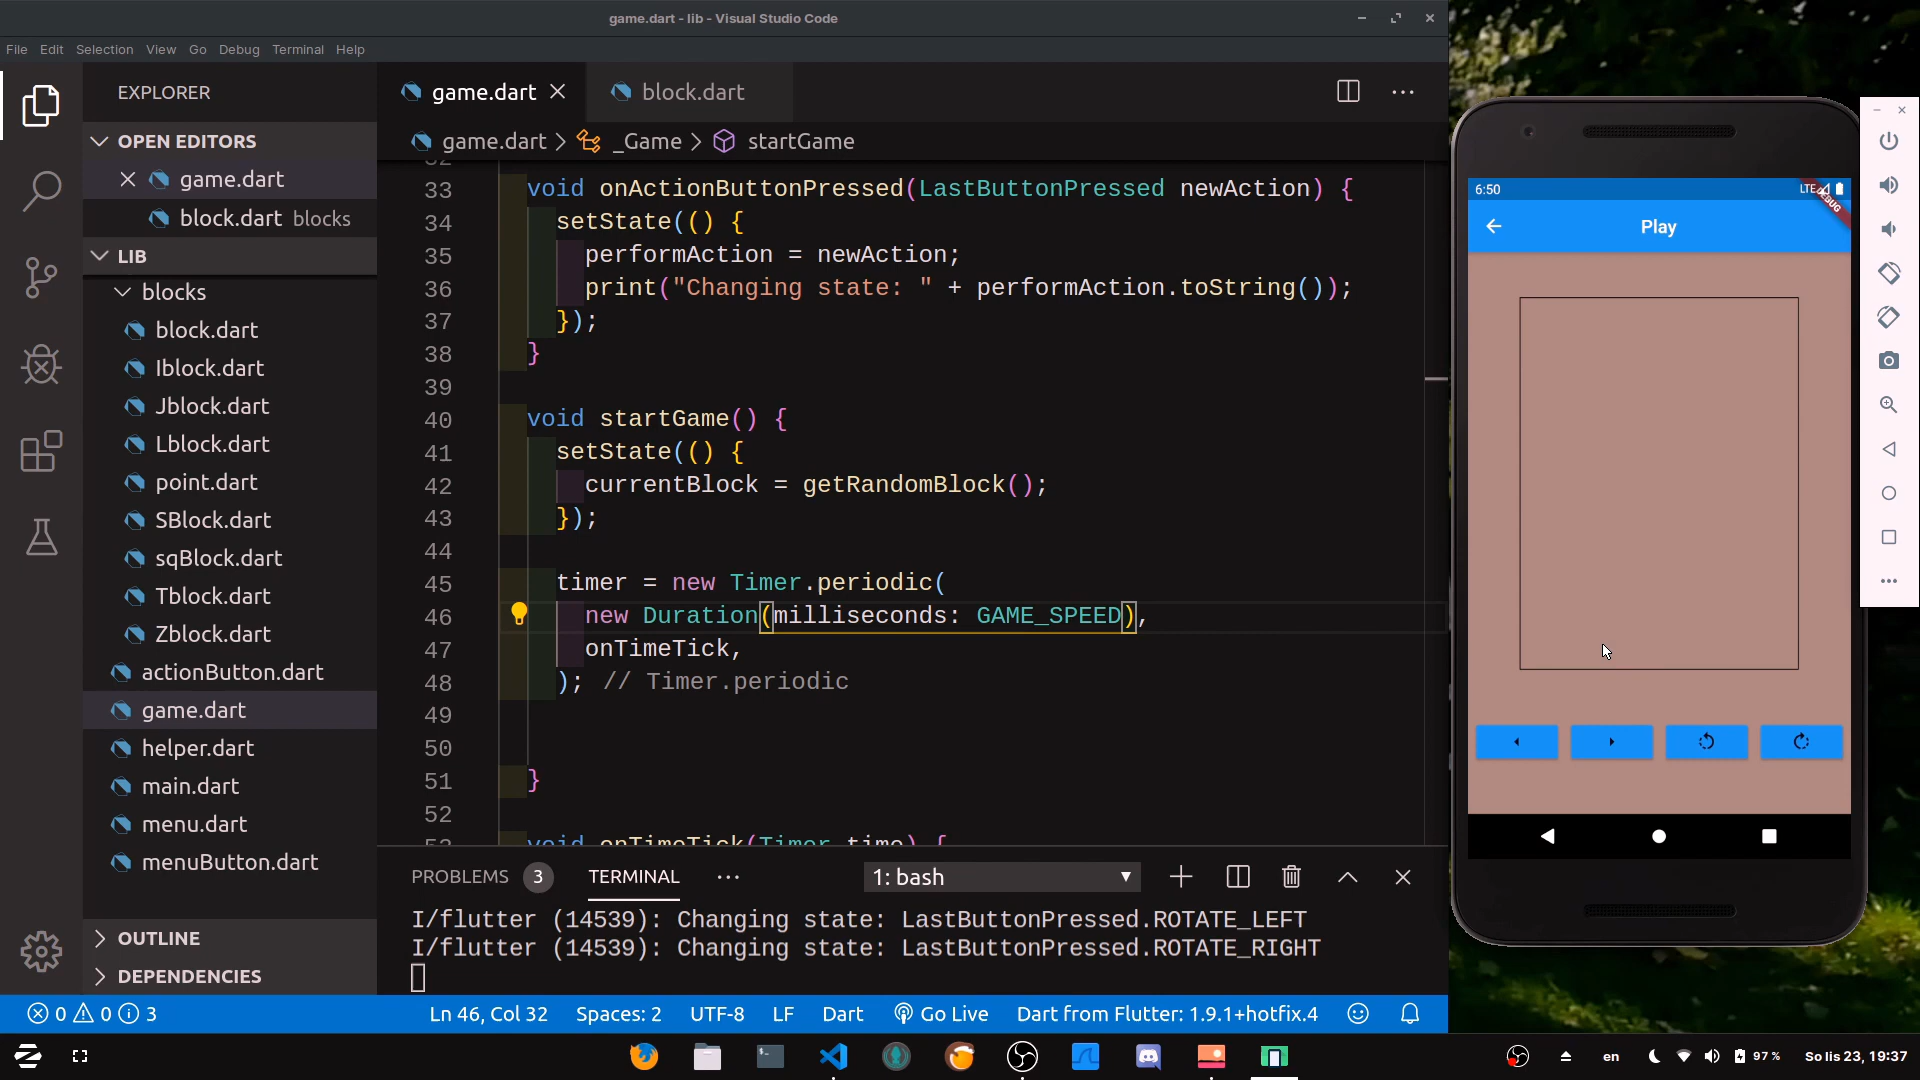 game.dart - lib - Visual Studio Code
File Edit Selection View Go Debug Terminal Help
EXPLORER
OPEN EDITORS
game.dart
block.dart blocks
LIB
blocks
block.dart
Iblock.dart
Jblock.dart
Lblock.dart
point.dart
SBlock.dart
sqBlock.dart
Tblock.dart
Zblock.dart
actionButton.dart
game.dart
helper.dart
main.dart
menu.dart
menuButton.dart
OUTLINE
DEPENDENCIES
game.dart block.dart
game.dart > _Game > startGame
32
33 void onActionButtonPressed(LastButtonPressed newAction) {
34 setState(() {
35 performAction = newAction;
36 print("Changing state: " + performAction.toString());
37 });
38 }
39
40 void startGame() {
41 setState(() {
42 currentBlock = getRandomBlock();
43 });
44
45 timer = new Timer.periodic(
46 new Duration(milliseconds: GAME_SPEED),
47 onTimeTick,
48 ); // Timer.periodic
49
50
51 }
52
53 void onTimeTick(Timer time) {
PROBLEMS 3 TERMINAL ··· 1: bash
I/flutter (14539): Changing state: LastButtonPressed.ROTATE_LEFT
I/flutter (14539): Changing state: LastButtonPressed.ROTATE_RIGHT
0 0 3 Ln 46, Col 32 Spaces: 2 UTF-8 LF Dart Go Live Dart from Flutter: 1.9.1+hotfix.4
6:50 LTE
DEBUG
Play
en 97 % So lis 23, 19:37